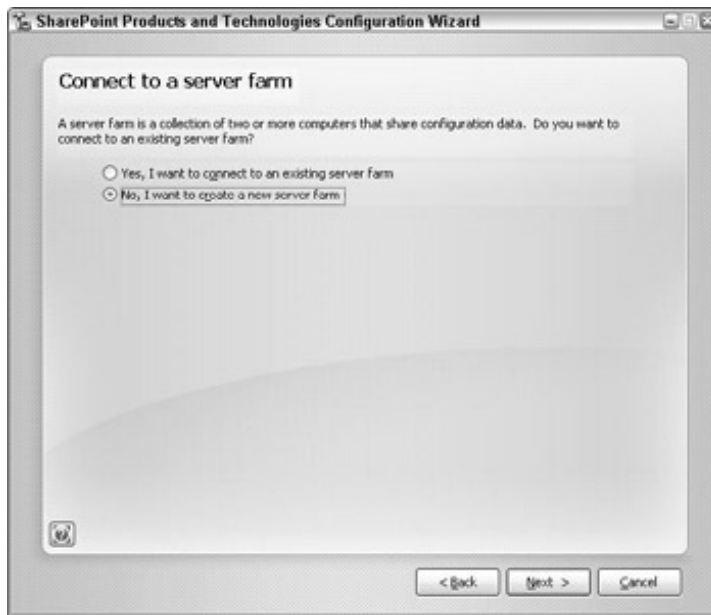 SharePoint Products and Technologies Configuration Wizard
Connect to a server farm
A server farm is a collection of two or more computers that share configuration data. Do you want to
connect to an existing server farm?
Yes, I want to connect to an existing server farm
No, I want to create a new server farm
< Back Next > Cancel